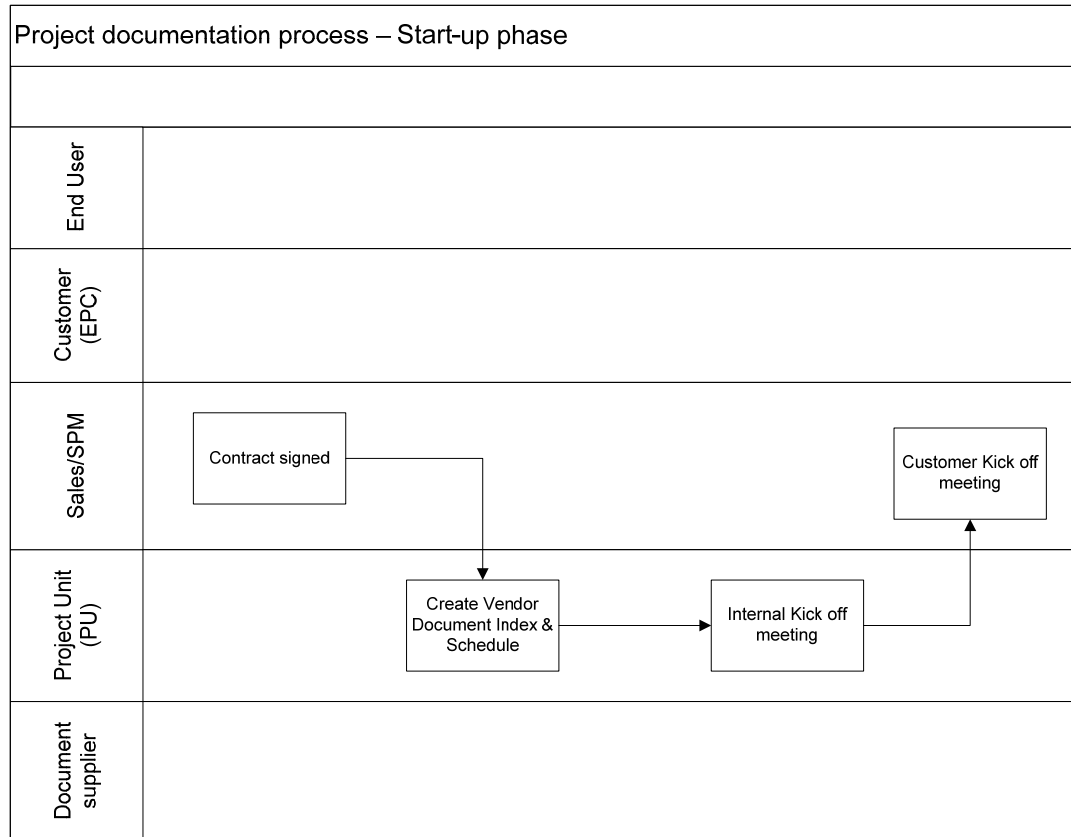 Project documentation process – Start-up phase
End User
Customer
(EPC)
Sales/SPM
Contract signed
Customer Kick off
meeting
Project Unit
(PU)
Create Vendor
Document Index &
Schedule
Internal Kick off
meeting
Document
supplier